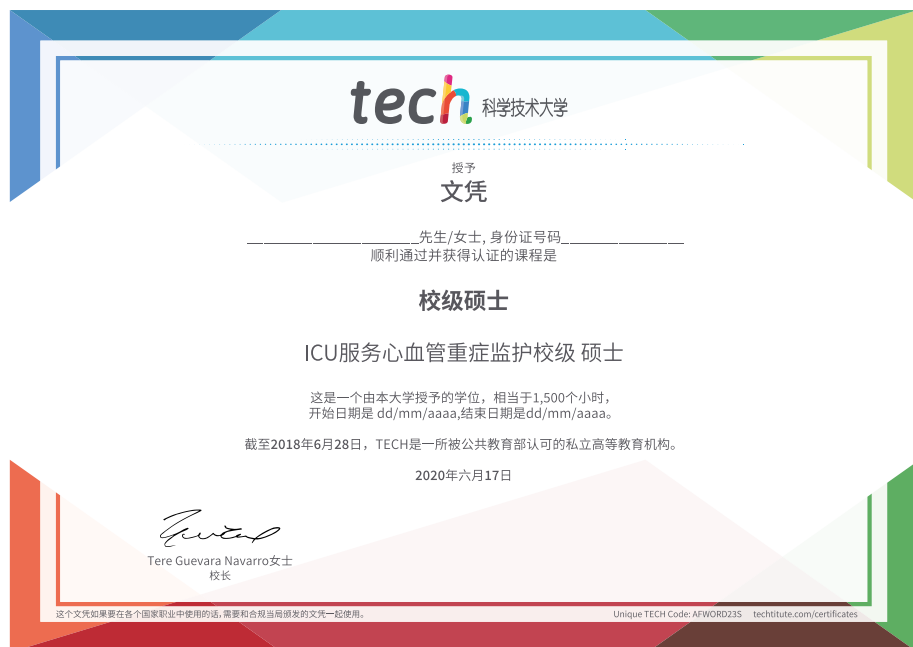 tech 科学技术大学
授予
文凭
_____________________先生/女士, 身份证号码_______________
顺利通过并获得认证的课程是
校级硕士
ICU服务心血管重症监护校级 硕士
这是一个由本大学授予的学位，相当于1,500个小时，
开始日期是 dd/mm/aaaa,结束日期是dd/mm/aaaa。
截至2018年6月28日，TECH是一所被公共教育部认可的私立高等教育机构。
2020年六月17日
Tere Guevara Navarro女士
校长
这个文凭如果要在各个国家职业中使用的话,需要和合规当局颁发的文凭一起使用。
Unique TECH Code: AFWORD23S techtitute.com/certificates